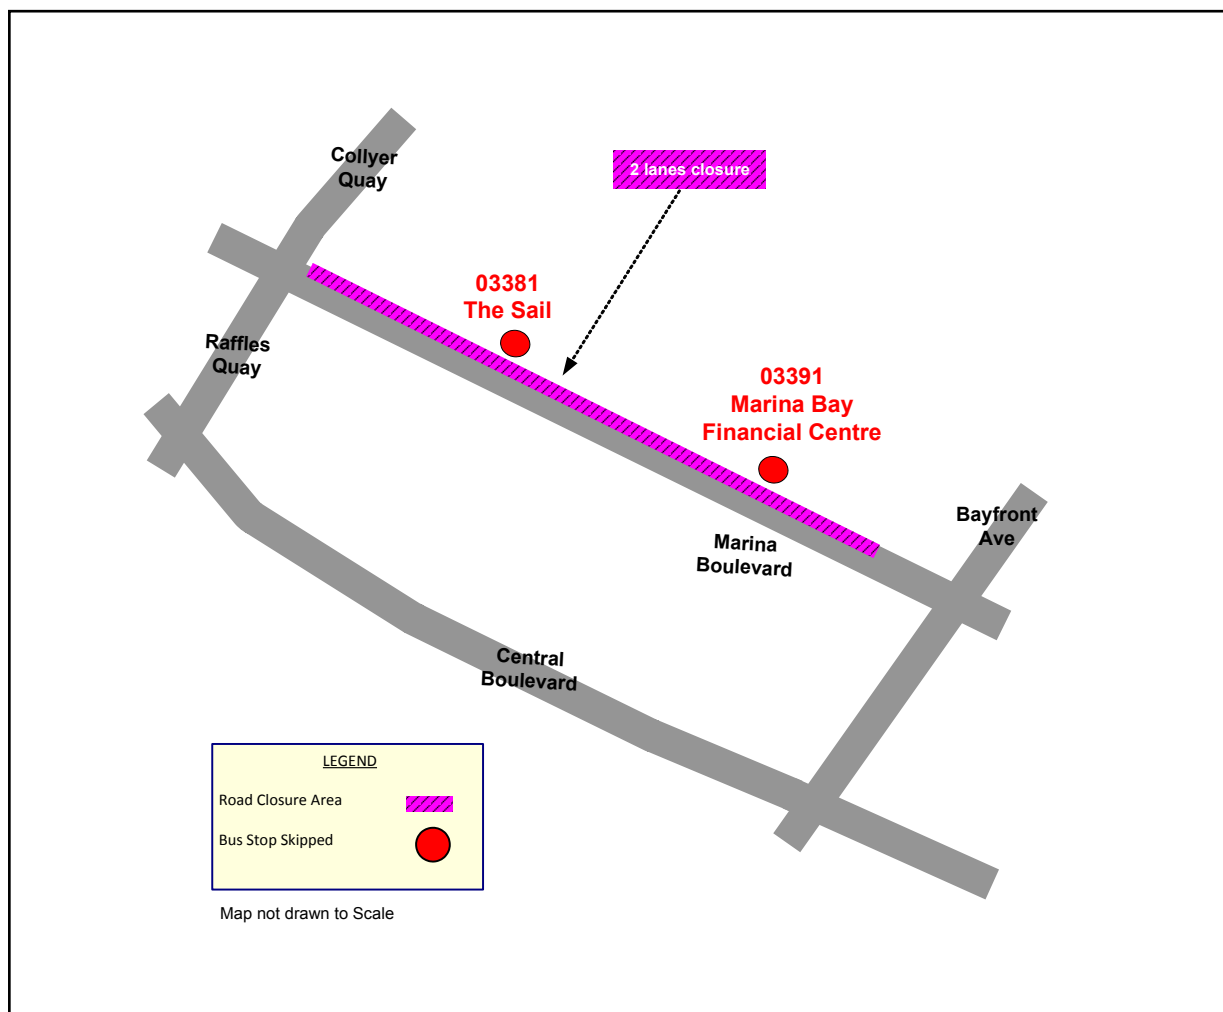 Collyer
Quay
2 lanes closure
03381
The Sail
Raffles
Quay
03391
Marina Bay
Financial Centre
Bayfront
Ave
Marina
Boulevard
Central
Boulevard
LEGEND
Road Closure Area
Bus Stop Skipped
Map not drawn to Scale